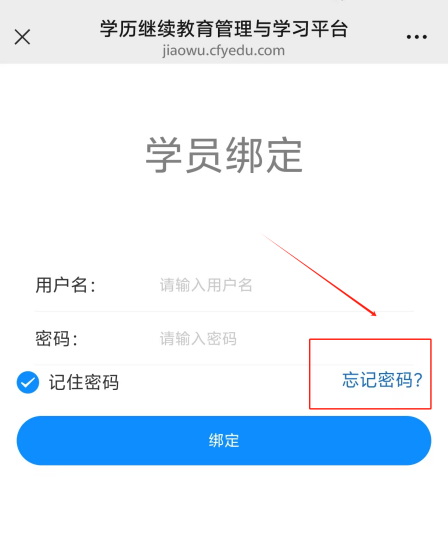 学历继续教育管理与学习平台
jiaowu.cfyedu.com
学员绑定
用户名：
请输入用户名
密码：
请输入密码
记住密码
忘记密码？
绑定